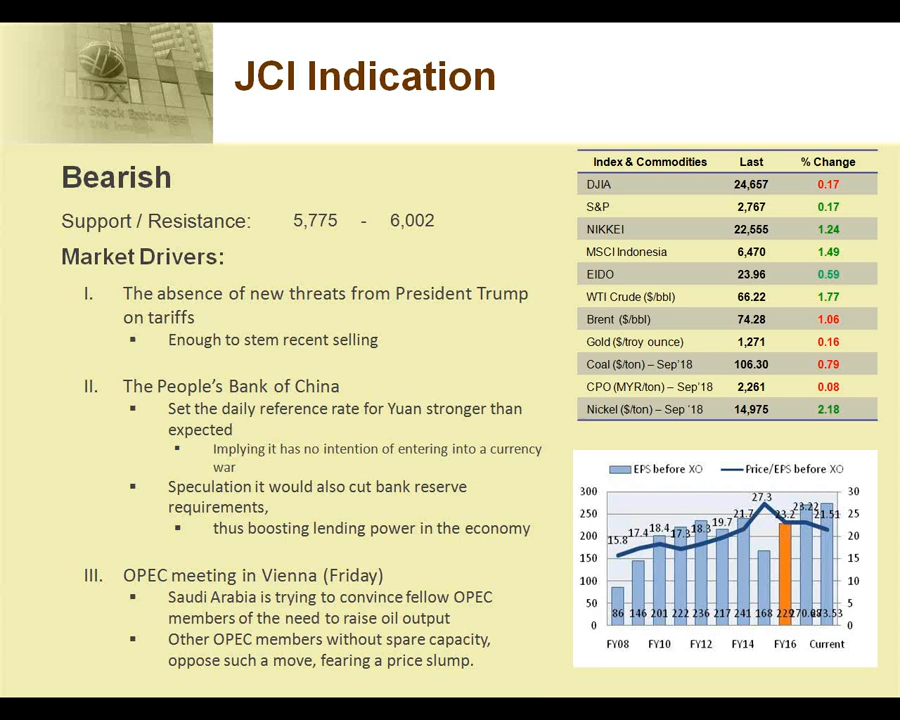 IDX
JCI Indication
Bearish
Support / Resistance: 5,775 - 6,002
Market Drivers:
I. The absence of new threats from President Trump
on tariffs
▪ Enough to stem recent selling
II. The People's Bank of China
▪ Set the daily reference rate for Yuan stronger than
expected
▪ Implying it has no intention of entering into a currency
war
▪ Speculation it would also cut bank reserve
requirements,
▪ thus boosting lending power in the economy
III. OPEC meeting in Vienna (Friday)
▪ Saudi Arabia is trying to convince fellow OPEC
members of the need to raise oil output
▪ Other OPEC members without spare capacity,
oppose such a move, fearing a price slump.
Index & Commodities Last % Change
DJIA 24,657 0.17
S&P 2,767 0.17
NIKKEI 22,555 1.24
MSCI Indonesia 6,470 1.49
EIDO 23.96 0.59
WTI Crude ($/bbl) 66.22 1.77
Brent ($/bbl) 74.28 1.06
Gold ($/troy ounce) 1,271 0.16
Coal ($/ton) – Sep'18 106.30 0.79
CPO (MYR/ton) – Sep'18 2,261 0.08
Nickel ($/ton) – Sep '18 14,975 2.18
EPS before XO Price/EPS before XO
300 250 200 150 100 50 0
15.8 17.4 18.4 17.3 18.3 19.7 21.7 27.3 23.2 23.22 21.51
86 146 201 222 236 217 241 168 229 270.68 273.53
30 25 20 15 10 5 0
FY08 FY10 FY12 FY14 FY16 Current